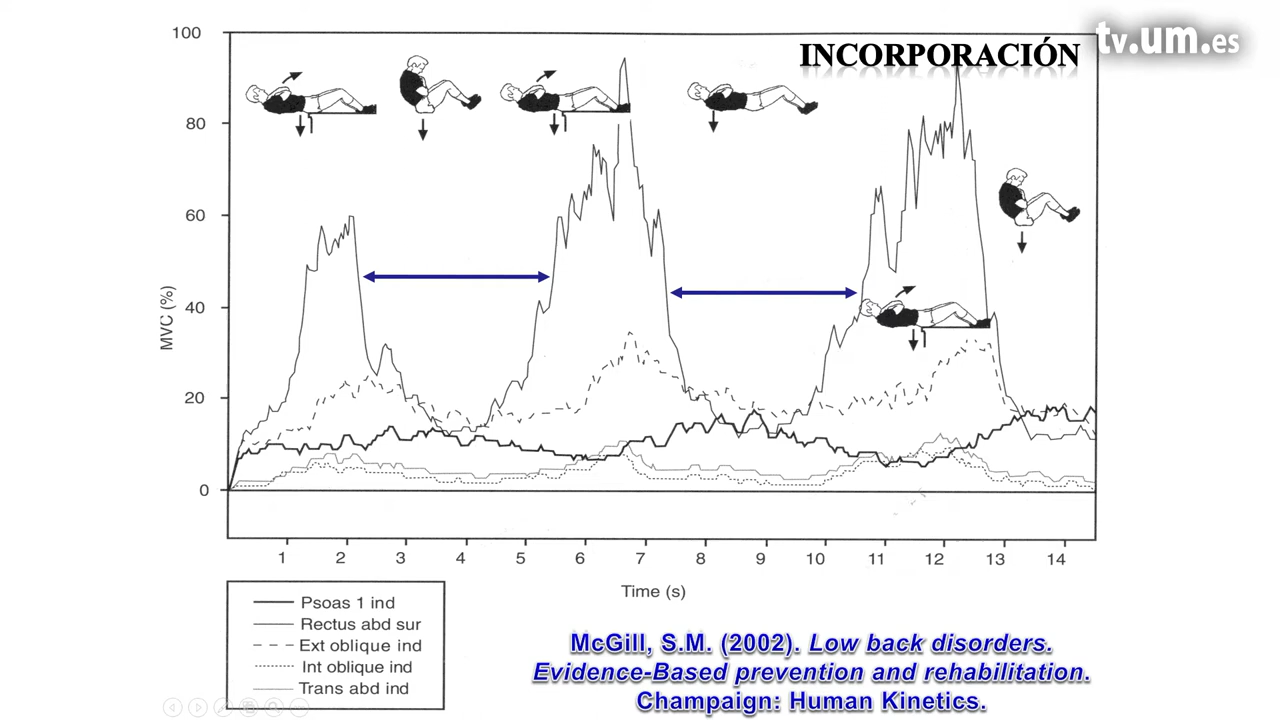 tv.um.es
INCORPORACIÓN
100
80
60
40
20
0
MVC (%)
1 2 3 4 5 6 7 8 9 10 11 12 13 14
Time (s)
Psoas 1 ind
Rectus abd sur
Ext oblique ind
Int oblique ind
Trans abd ind
McGill, S.M. (2002). Low back disorders.
Evidence-Based prevention and rehabilitation.
Champaign: Human Kinetics.